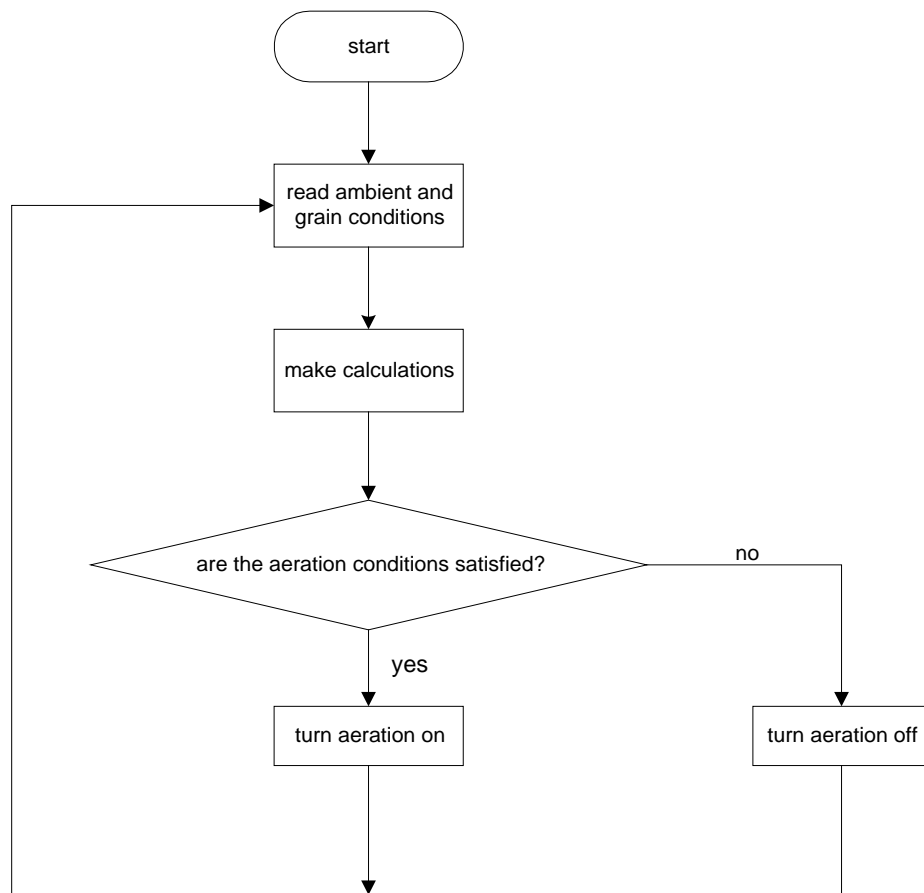 start
read ambient and
grain conditions
make calculations
are the aeration conditions satisfied?
no
yes
turn aeration on
turn aeration off